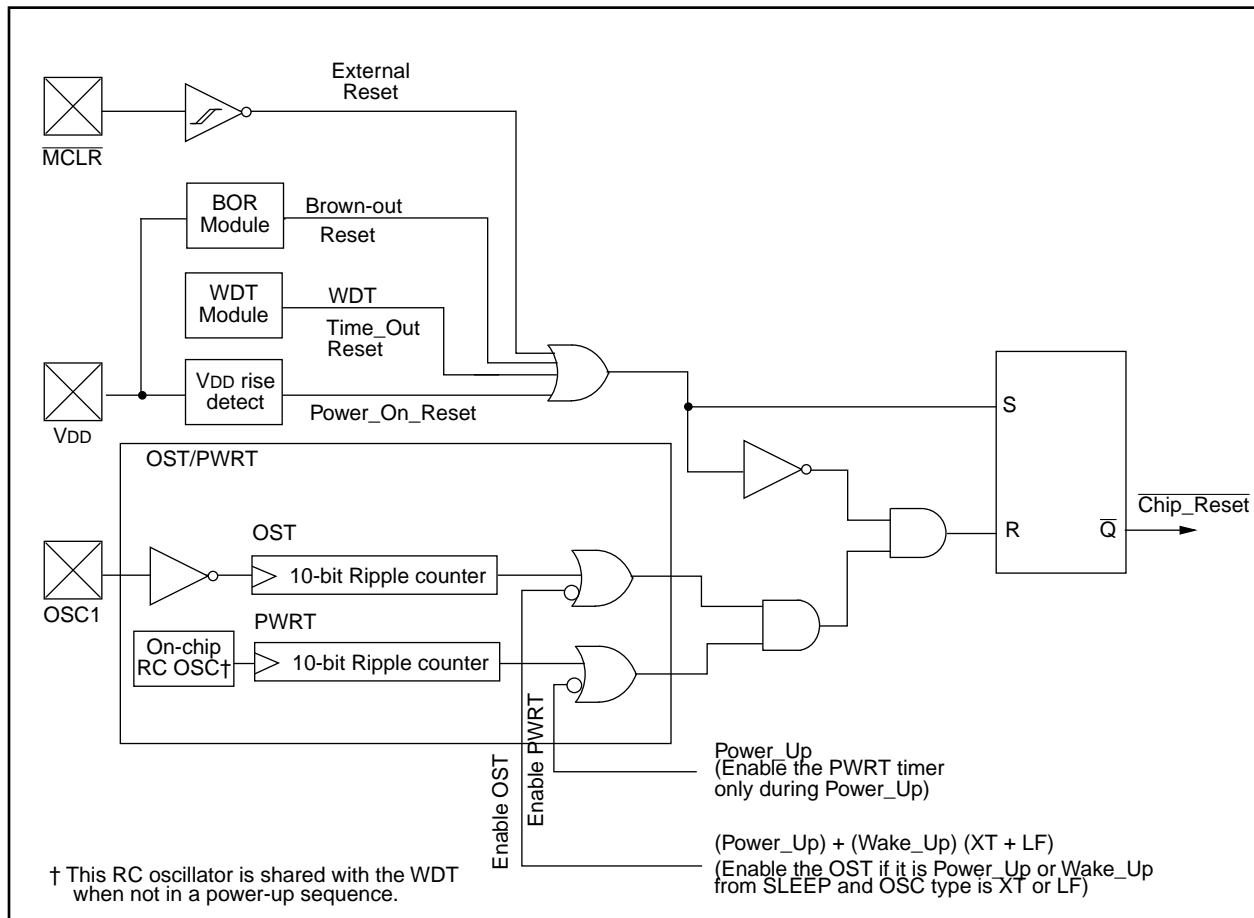 External
Reset
MCLR
BOR
Module
Brown-out
Reset
WDT
Module
WDT
Time_Out
Reset
VDD rise
detect
Power_On_Reset
VDD
S
R
Q
Chip_Reset
OST/PWRT
OST
10-bit Ripple counter
OSC1
PWRT
On-chip
RC OSC†
10-bit Ripple counter
Enable OST
Enable PWRT
Power_Up
(Enable the PWRT timer
only during Power_Up)
(Power_Up) + (Wake_Up) (XT + LF)
(Enable the OST if it is Power_Up or Wake_Up
from SLEEP and OSC type is XT or LF)
† This RC oscillator is shared with the WDT
when not in a power-up sequence.